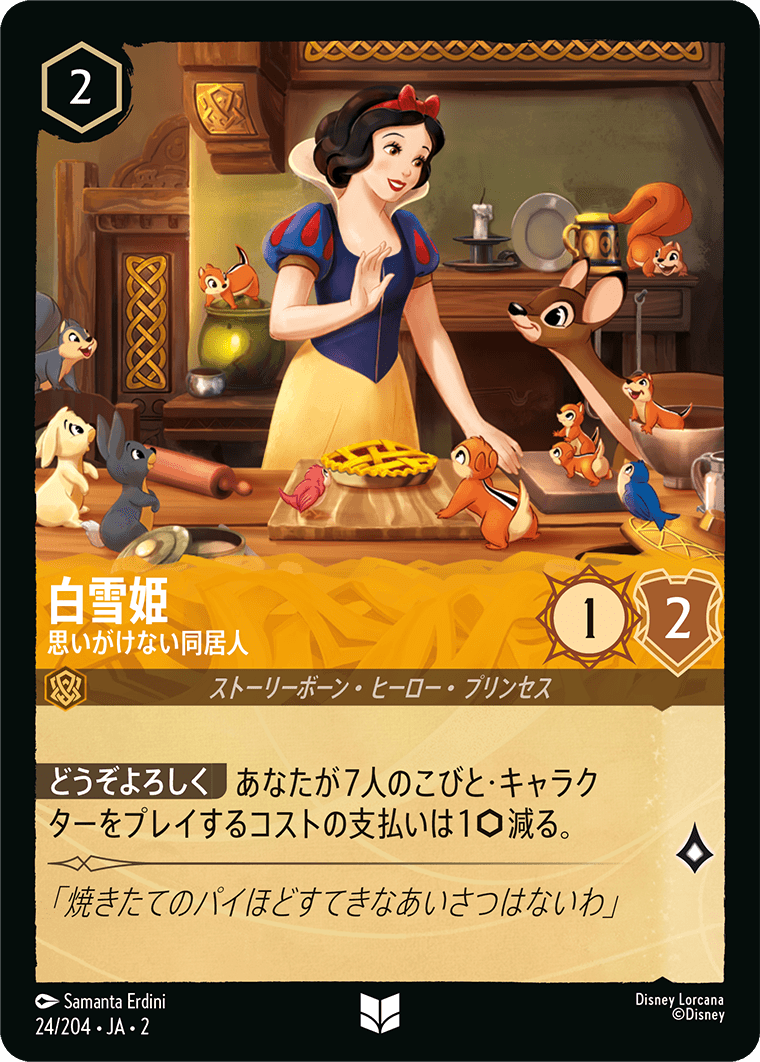 2
白雪姫
思いがけない同居人
1
2
ストーリーボーン・ヒーロー・プリンセス
どうぞよろしく あなたが7人のこびと・キャラク
ターをプレイするコストの支払いは1⬡減る。
「焼きたてのパイほどすてきなあいさつはないわ」
Samanta Erdini
Disney Lorcana
24/204・JA・2
©Disney